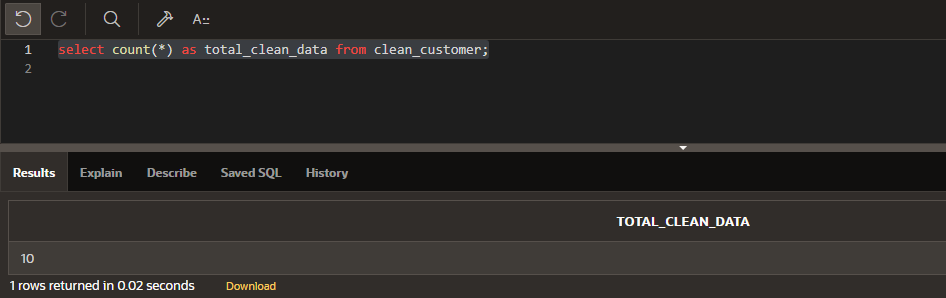 A::
1 select count(*) as total_clean_data from clean_customer;
2
Results Explain Describe Saved SQL History
TOTAL_CLEAN_DATA
10
1 rows returned in 0.02 seconds Download